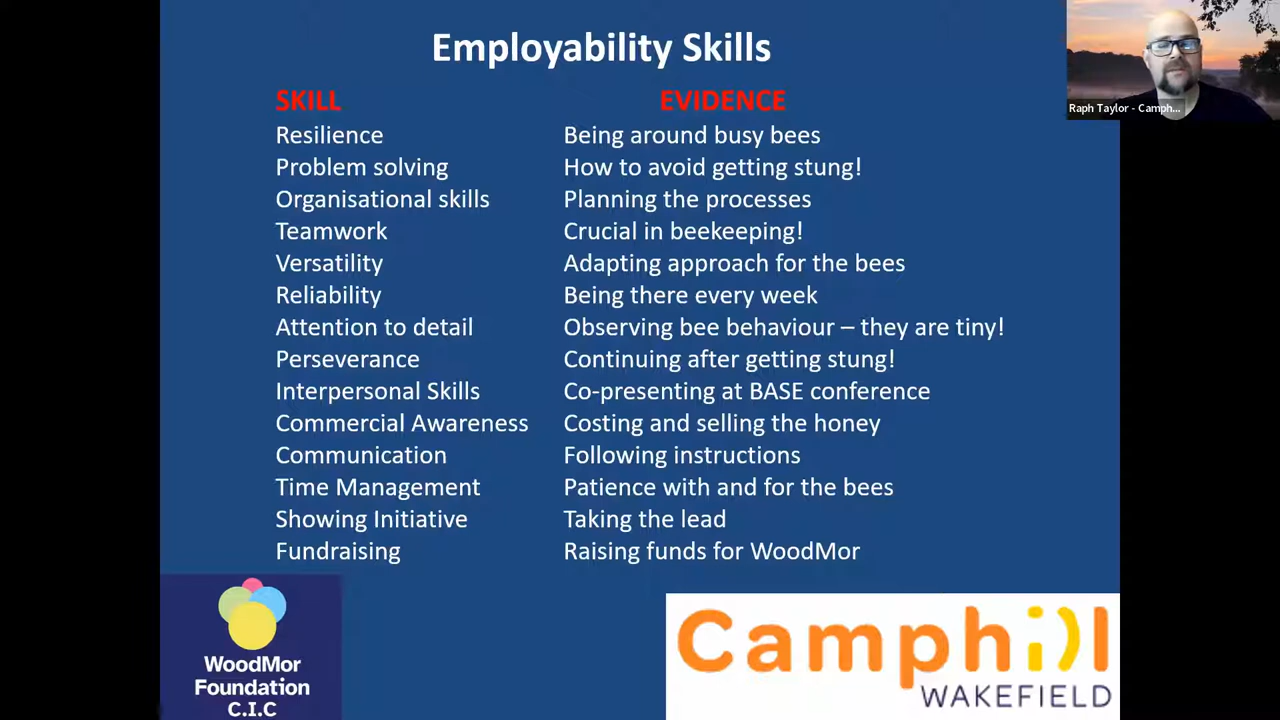 Employability Skills
SKILL EVIDENCE
Resilience Being around busy bees
Problem solving How to avoid getting stung!
Organisational skills Planning the processes
Teamwork Crucial in beekeeping!
Versatility Adapting approach for the bees
Reliability Being there every week
Attention to detail Observing bee behaviour – they are tiny!
Perseverance Continuing after getting stung!
Interpersonal Skills Co-presenting at BASE conference
Commercial Awareness Costing and selling the honey
Communication Following instructions
Time Management Patience with and for the bees
Showing Initiative Taking the lead
Fundraising Raising funds for WoodMor
WoodMor
Foundation
C.I.C
Camphill
WAKEFIELD
Raph Taylor - Camph...